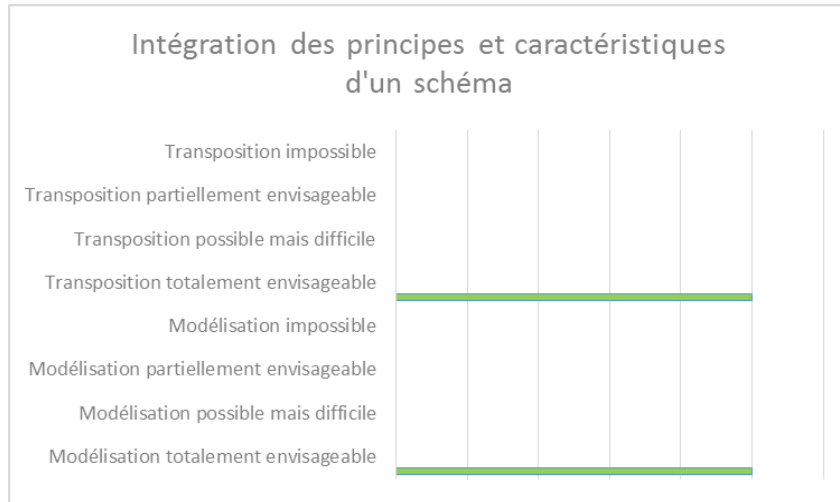 Intégration des principes et caractéristiques
d'un schéma
Transposition impossible
Transposition partiellement envisageable
Transposition possible mais difficile
Transposition totalement envisageable
Modélisation impossible
Modélisation partiellement envisageable
Modélisation possible mais difficile
Modélisation totalement envisageable